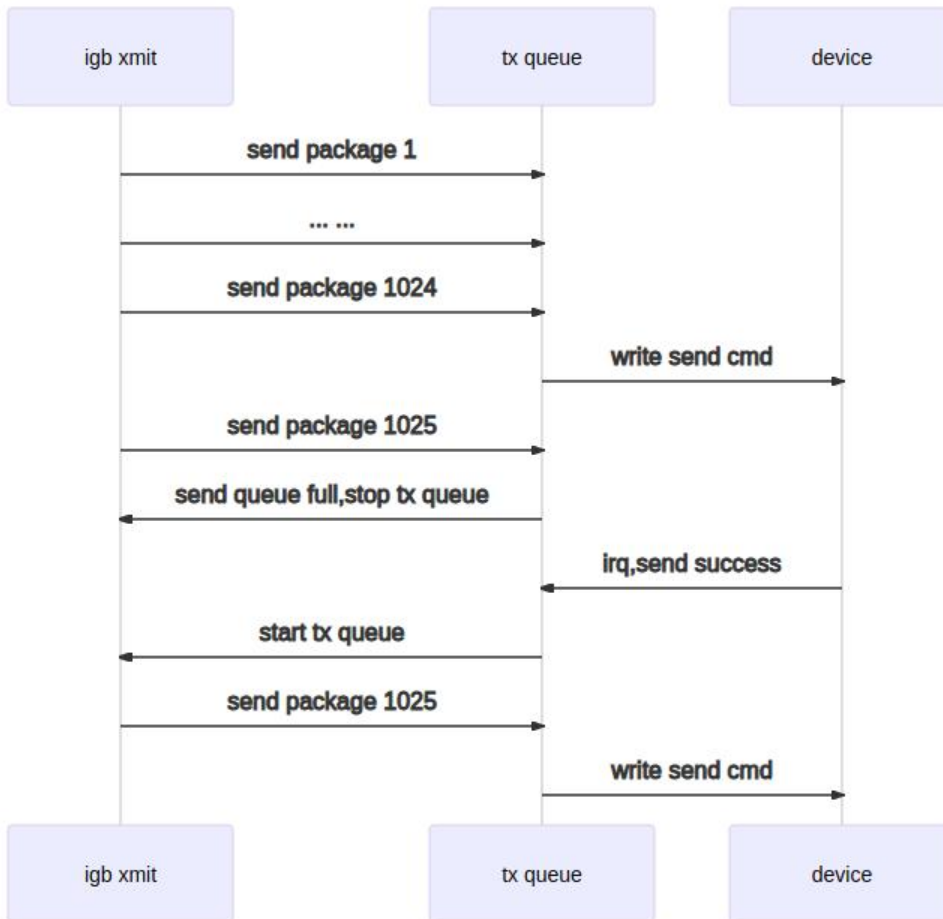 igb xmit
tx queue
device
send package 1
... ...
send package 1024
write send cmd
send package 1025
send queue full,stop tx queue
irq,send success
start tx queue
send package 1025
write send cmd
igb xmit
tx queue
device